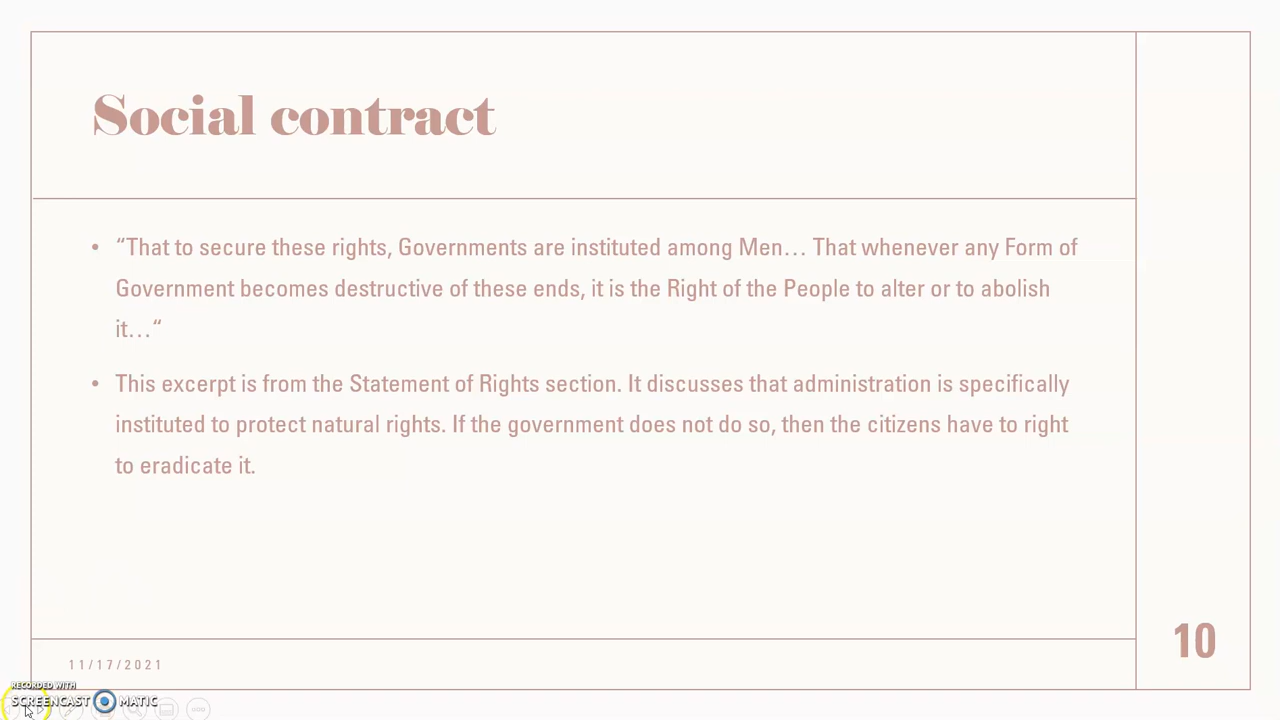 Social contract
• “That to secure these rights, Governments are instituted among Men… That whenever any Form of
Government becomes destructive of these ends, it is the Right of the People to alter or to abolish
it…“
• This excerpt is from the Statement of Rights section. It discusses that administration is specifically
instituted to protect natural rights. If the government does not do so, then the citizens have to right
to eradicate it.
10
11/17/2021
RECORDED WITH
SCREENCAST MATIC